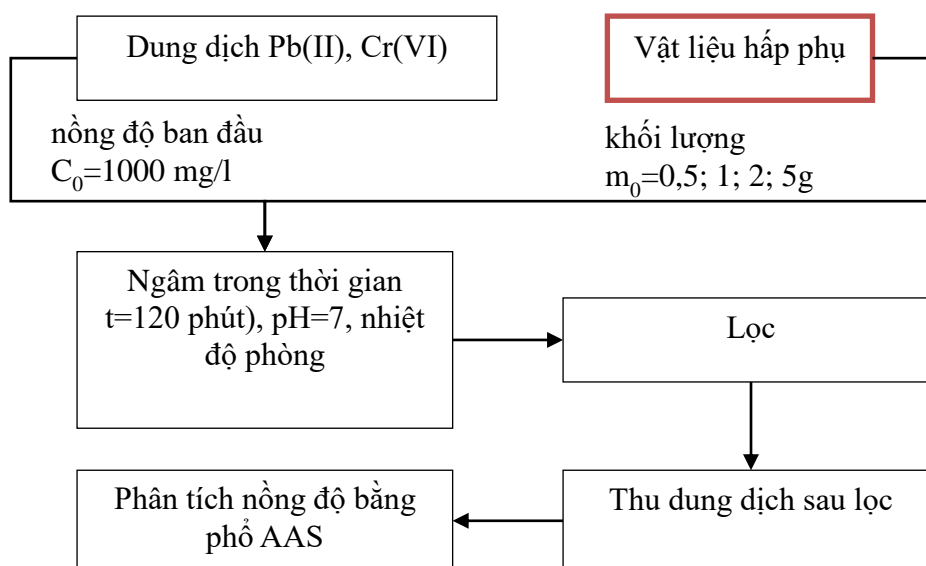 Dung dịch Pb(II), Cr(VI)
Vật liệu hấp phụ
nồng độ ban đầu
C₀=1000 mg/l
khối lượng
m₀=0,5; 1; 2; 5g
Ngâm trong thời gian
t=120 phút), pH=7, nhiệt
độ phòng
Lọc
Thu dung dịch sau lọc
Phân tích nồng độ bằng
phổ AAS